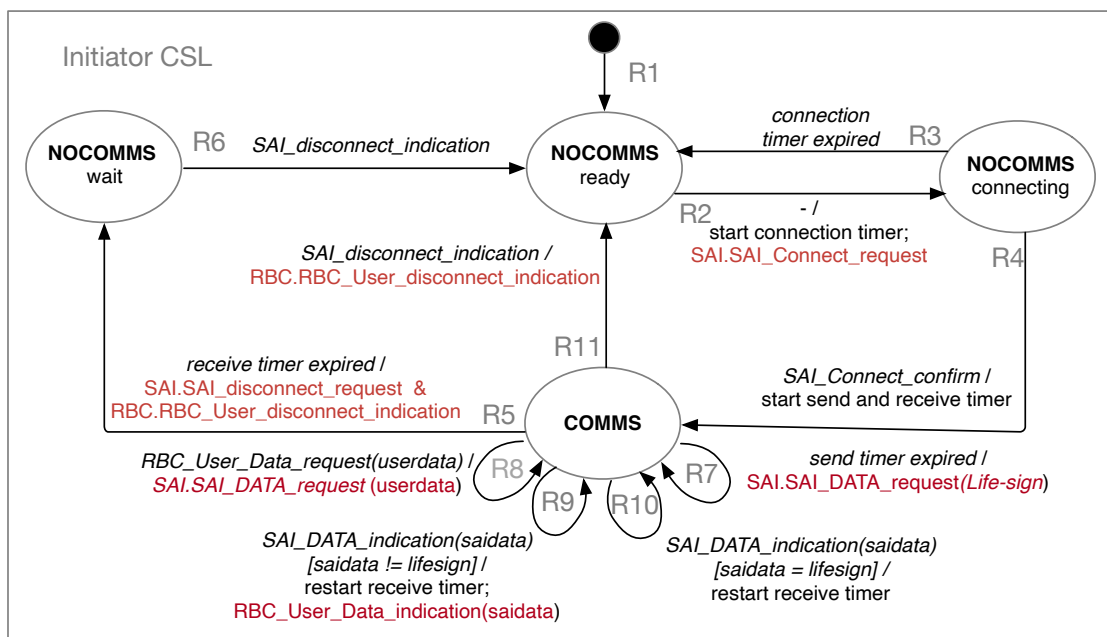 Initiator CSL
R1
NOCOMMS
wait
R6
SAI_disconnect_indication
NOCOMMS
ready
connection
timer expired
R3
NOCOMMS
connecting
R2
- /
start connection timer;
SAI.SAI_Connect_request
R4
SAI_disconnect_indication /
RBC.RBC_User_disconnect_indication
R11
receive timer expired /
SAI.SAI_disconnect_request &
RBC.RBC_User_disconnect_indication
R5
COMMS
SAI_Connect_confirm /
start send and receive timer
RBC_User_Data_request(userdata) /
SAI.SAI_DATA_request (userdata)
R8
R9
R10
R7
send timer expired /
SAI.SAI_DATA_request(Life-sign)
SAI_DATA_indication(saidata)
[saidata != lifesign] /
restart receive timer;
RBC_User_Data_indication(saidata)
SAI_DATA_indication(saidata)
[saidata = lifesign] /
restart receive timer